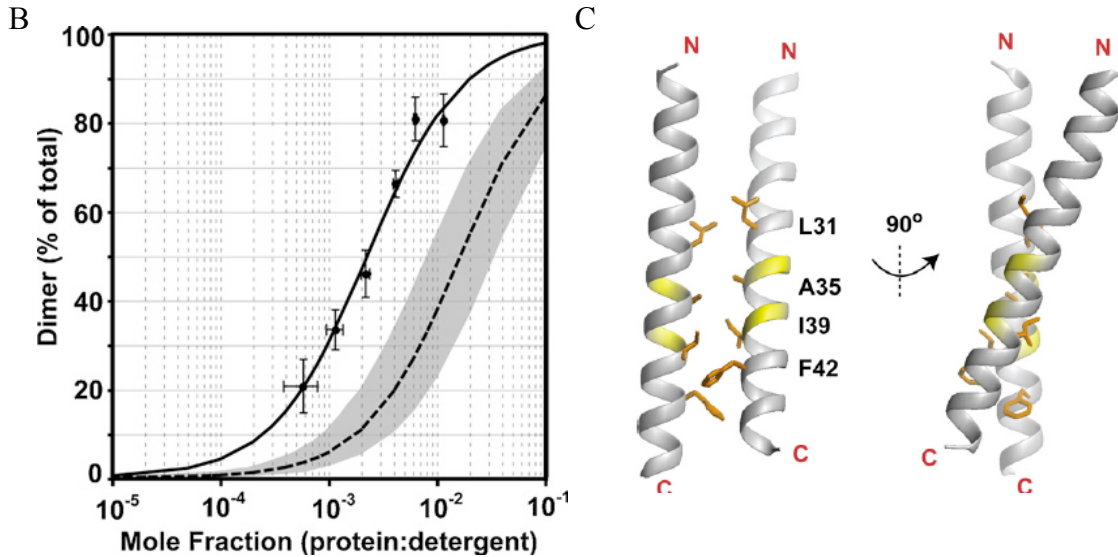 B
C
100
80
60
40
20
0
Dimer (% of total)
10-5
10-4
10-3
10-2
10-1
Mole Fraction (protein:detergent)
N
N
L31
A35
I39
F42
C
C
90o
N
N
C
C